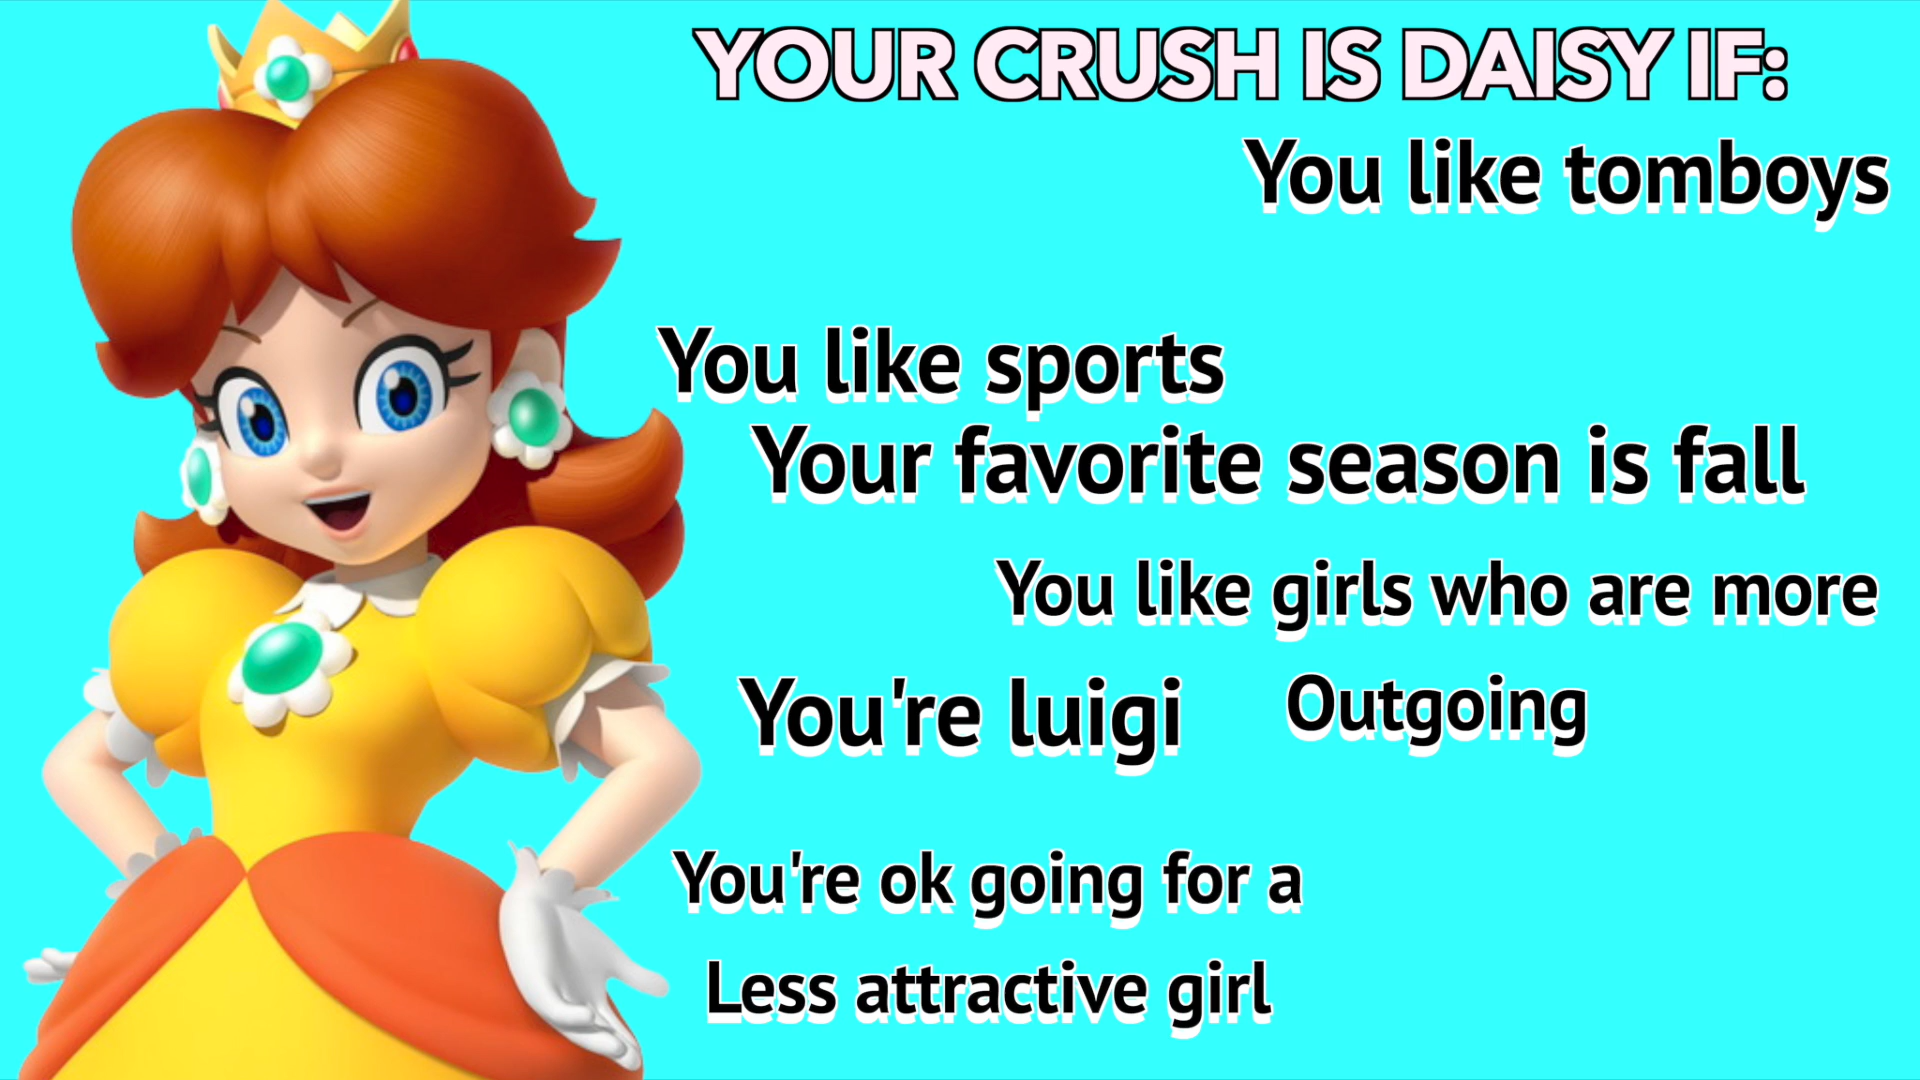 YOUR CRUSH IS DAISY IF:
You like tomboys
You like sports
Your favorite season is fall
You like girls who are more
Outgoing
You're luigi
You're ok going for a
Less attractive girl